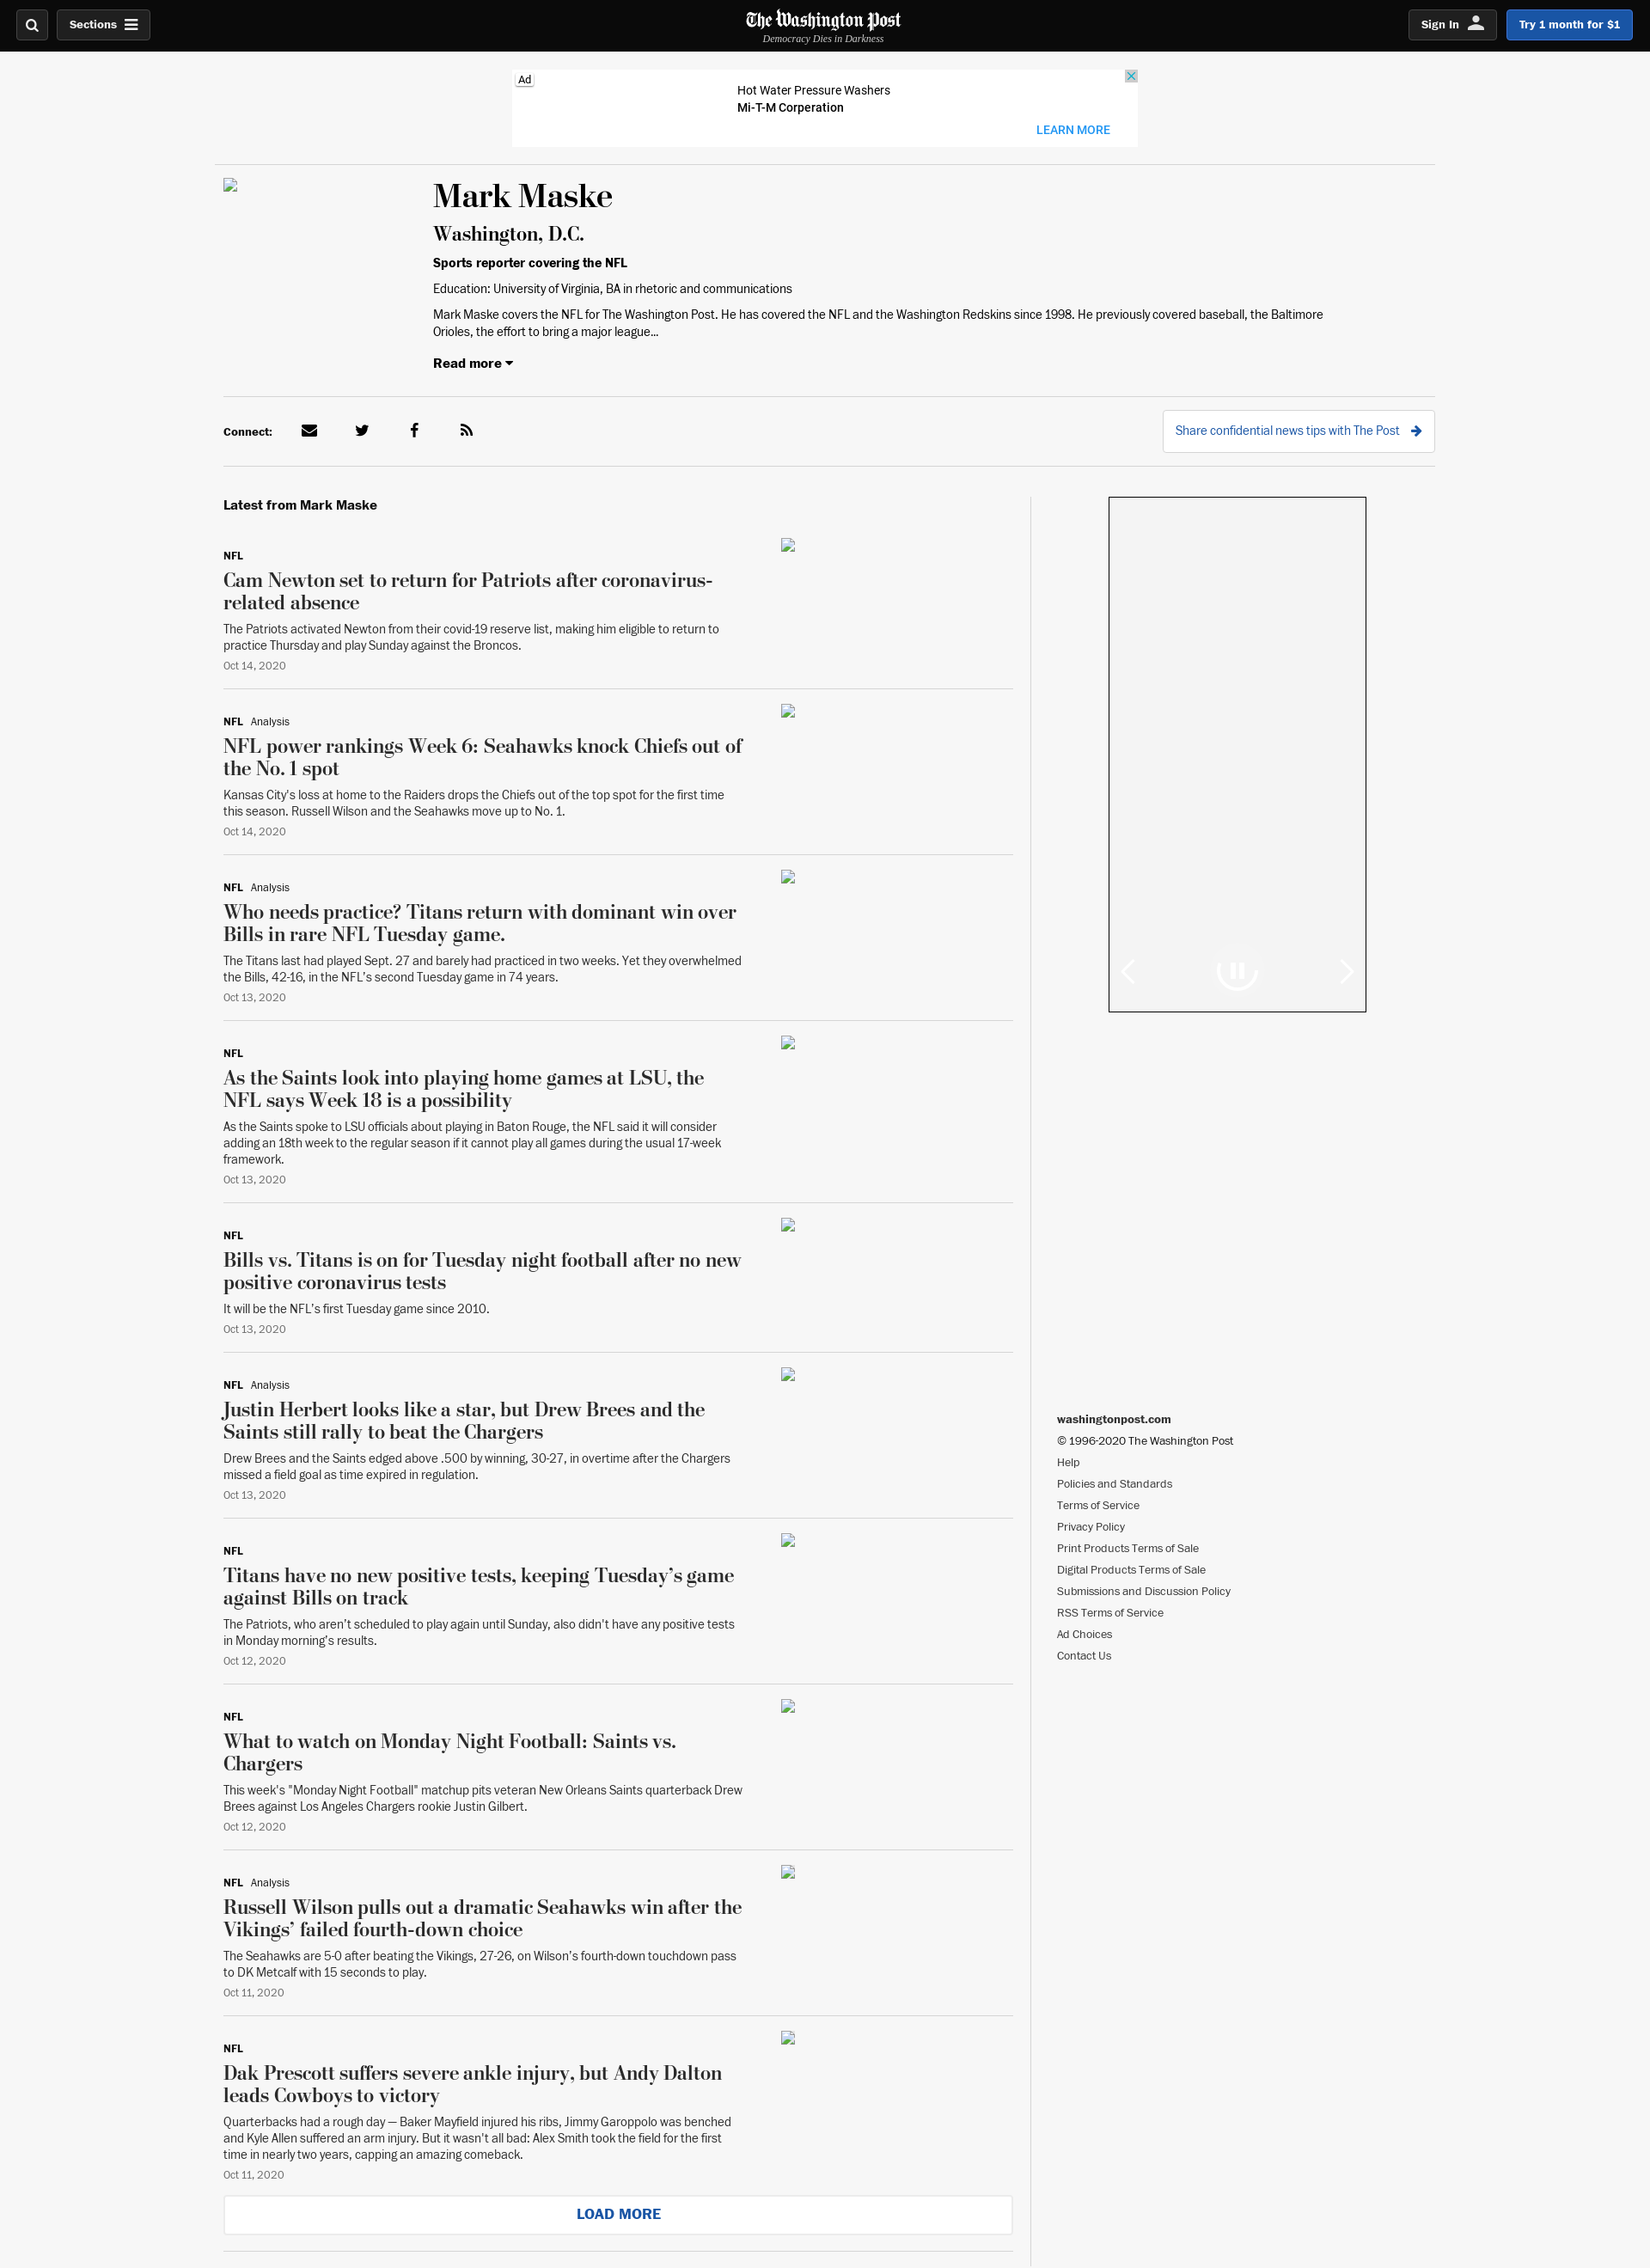 Sections
The Washington Post
Democracy Dies in Darkness
Sign In
Try 1 month for $1
Ad
Hot Water Pressure Washers
Mi-T-M Corperation
LEARN MORE
Mark Maske
Washington, D.C.
Sports reporter covering the NFL
Education: University of Virginia, BA in rhetoric and communications
Mark Maske covers the NFL for The Washington Post. He has covered the NFL and the Washington Redskins since 1998. He previously covered baseball, the Baltimore
Orioles, the effort to bring a major league...
Read more
Connect:
Share confidential news tips with The Post
Latest from Mark Maske
NFL
Cam Newton set to return for Patriots after coronavirus-
related absence
The Patriots activated Newton from their covid-19 reserve list, making him eligible to return to
practice Thursday and play Sunday against the Broncos.
Oct 14, 2020
NFL Analysis
NFL power rankings Week 6: Seahawks knock Chiefs out of
the No. 1 spot
Kansas City's loss at home to the Raiders drops the Chiefs out of the top spot for the first time
this season. Russell Wilson and the Seahawks move up to No. 1.
Oct 14, 2020
NFL Analysis
Who needs practice? Titans return with dominant win over
Bills in rare NFL Tuesday game.
The Titans last had played Sept. 27 and barely had practiced in two weeks. Yet they overwhelmed
the Bills, 42-16, in the NFL's second Tuesday game in 74 years.
Oct 13, 2020
NFL
As the Saints look into playing home games at LSU, the
NFL says Week 18 is a possibility
As the Saints spoke to LSU officials about playing in Baton Rouge, the NFL said it will consider
adding an 18th week to the regular season if it cannot play all games during the usual 17-week
framework.
Oct 13, 2020
NFL
Bills vs. Titans is on for Tuesday night football after no new
positive coronavirus tests
It will be the NFL's first Tuesday game since 2010.
Oct 13, 2020
NFL Analysis
Justin Herbert looks like a star, but Drew Brees and the
Saints still rally to beat the Chargers
Drew Brees and the Saints edged above .500 by winning, 30-27, in overtime after the Chargers
missed a field goal as time expired in regulation.
Oct 13, 2020
NFL
Titans have no new positive tests, keeping Tuesday's game
against Bills on track
The Patriots, who aren't scheduled to play again until Sunday, also didn't have any positive tests
in Monday morning's results.
Oct 12, 2020
NFL
What to watch on Monday Night Football: Saints vs.
Chargers
This week's "Monday Night Football" matchup pits veteran New Orleans Saints quarterback Drew
Brees against Los Angeles Chargers rookie Justin Gilbert.
Oct 12, 2020
NFL Analysis
Russell Wilson pulls out a dramatic Seahawks win after the
Vikings' failed fourth-down choice
The Seahawks are 5-0 after beating the Vikings, 27-26, on Wilson's fourth-down touchdown pass
to DK Metcalf with 15 seconds to play.
Oct 11, 2020
NFL
Dak Prescott suffers severe ankle injury, but Andy Dalton
leads Cowboys to victory
Quarterbacks had a rough day — Baker Mayfield injured his ribs, Jimmy Garoppolo was benched
and Kyle Allen suffered an arm injury. But it wasn't all bad: Alex Smith took the field for the first
time in nearly two years, capping an amazing comeback.
Oct 11, 2020
LOAD MORE
washingtonpost.com
© 1996-2020 The Washington Post
Help
Policies and Standards
Terms of Service
Privacy Policy
Print Products Terms of Sale
Digital Products Terms of Sale
Submissions and Discussion Policy
RSS Terms of Service
Ad Choices
Contact Us